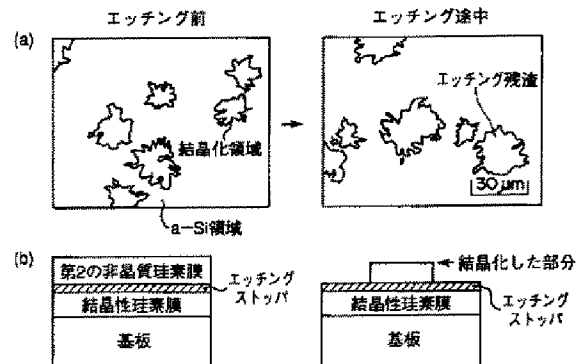 エッチング前
エッチング途中
(a)
エッチング残渣
結晶化領域
30μm
a-Si領域
(b)
第2の非晶質珪素膜
エッチング
ストッパ
結晶性珪素膜
基板
結晶化した部分
エッチング
ストッパ
結晶性珪素膜
基板